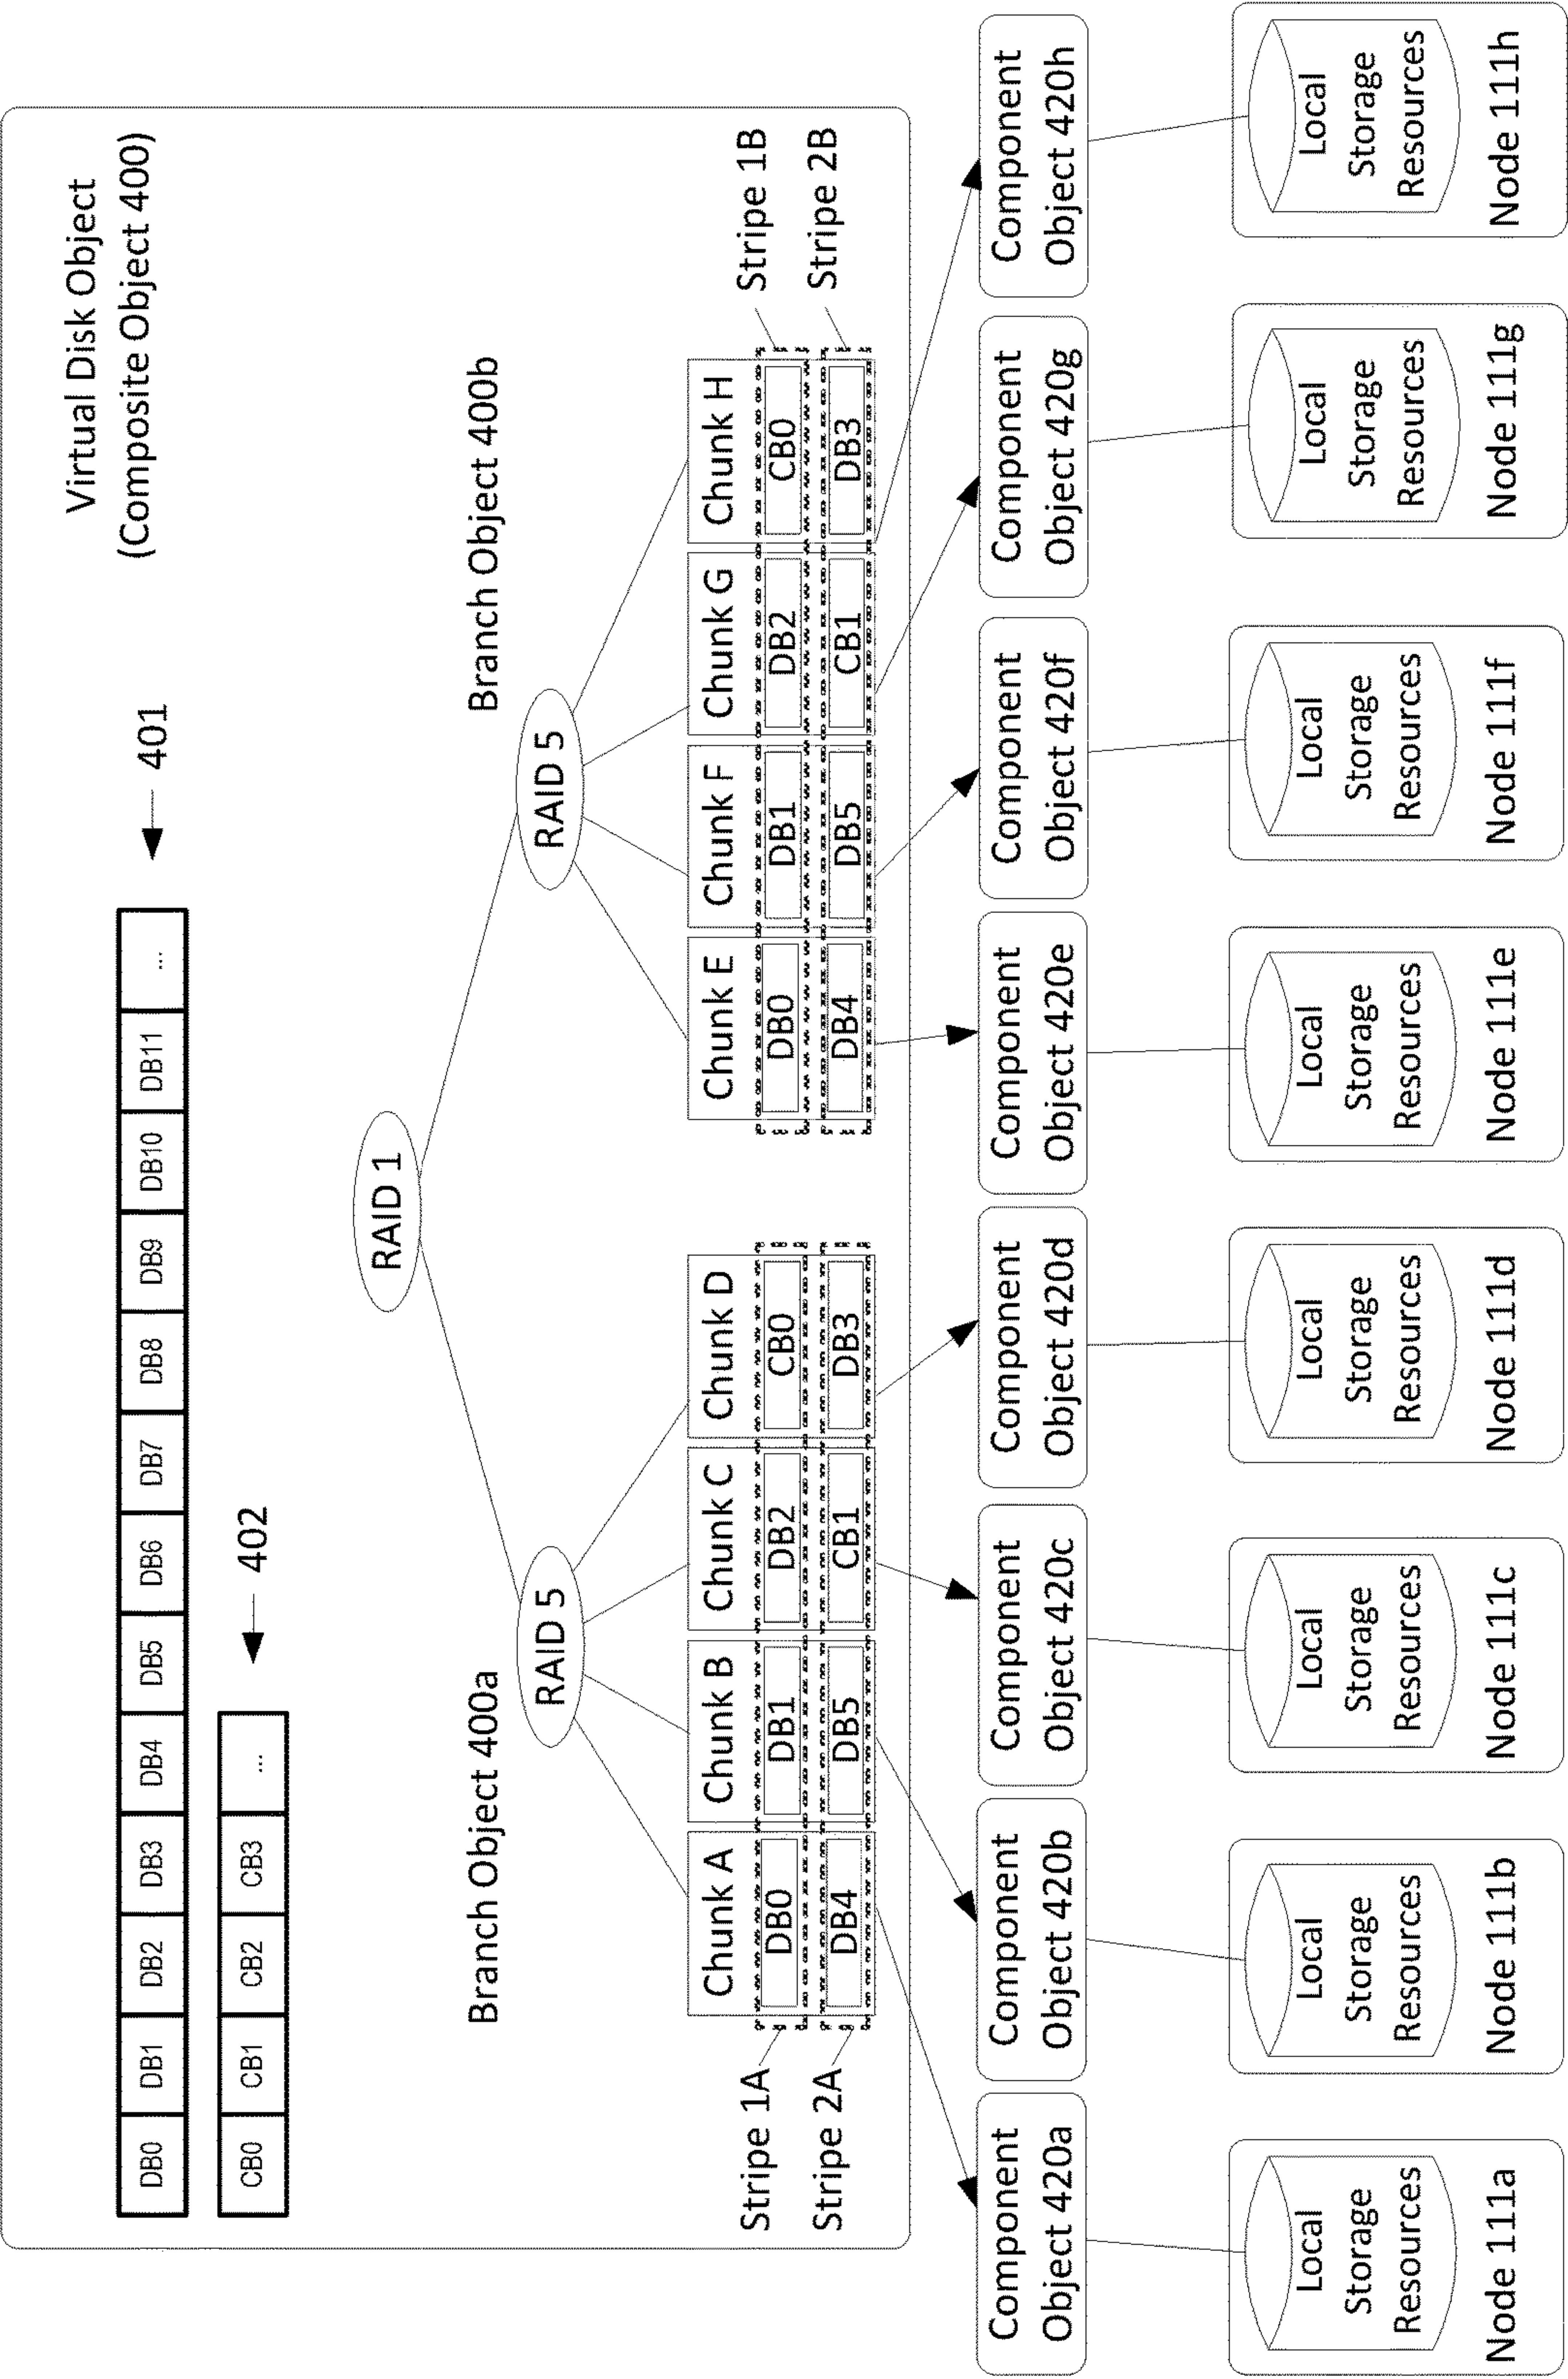 Virtual Disk Object
(Composite Object 400)
DB0 DB1 DB2 DB3 DB4 DB5 DB6 DB7 DB8 DB9 DB10 DB11 ...
401
CB0 CB1 CB2 CB3 ...
402
RAID 1
Branch Object 400a
Branch Object 400b
RAID 5
RAID 5
Chunk A Chunk B Chunk C Chunk D
Chunk E Chunk F Chunk G Chunk H
Stripe 1A
DB0 DB1 DB2 CB0
DB0 DB1 DB2 CB0
Stripe 1B
Stripe 2A
DB4 DB5 CB1 DB3
DB4 DB5 CB1 DB3
Stripe 2B
Component
Object 420a
Component
Object 420b
Component
Object 420c
Component
Object 420d
Component
Object 420e
Component
Object 420f
Component
Object 420g
Component
Object 420h
Local
Storage
Resources
Node 111a
Local
Storage
Resources
Node 111b
Local
Storage
Resources
Node 111c
Local
Storage
Resources
Node 111d
Local
Storage
Resources
Node 111e
Local
Storage
Resources
Node 111f
Local
Storage
Resources
Node 111g
Local
Storage
Resources
Node 111h